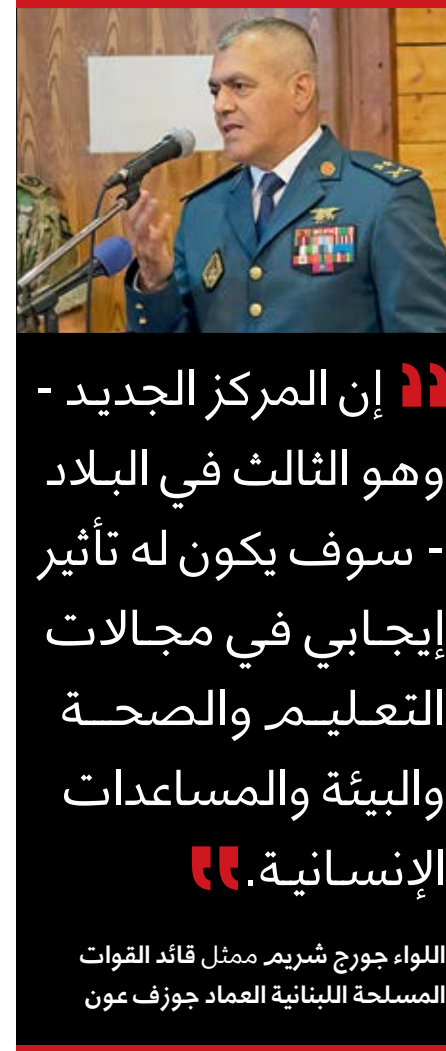 ❝ إن المركز الجديد -
وهو الثالث في البلاد
- سوف يكون له تأثير
إيجابي في مجالات
التعليم والصحة
والبيئة والمساعدات
الإنسانية.❞
اللواء جورج شريم ممثل قائد القوات
المسلحة اللبنانية العماد جوزف عون